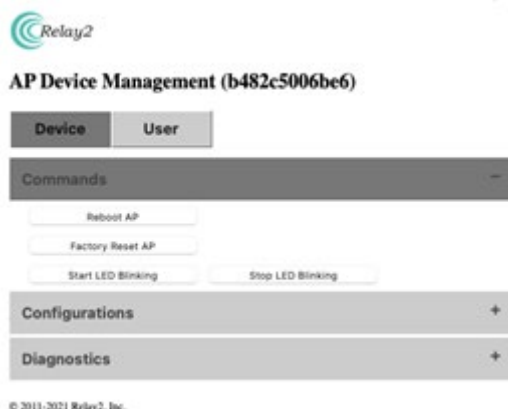 Relay2
AP Device Management (b482c5006be6)
Device User
Commands −
Reboot AP
Factory Reset AP
Start LED Blinking Stop LED Blinking
Configurations +
Diagnostics +
© 2011-2021 Relay2, Inc.